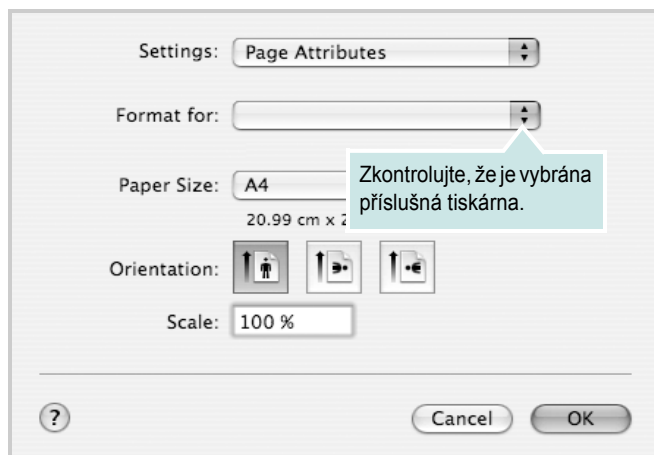 Settings: Page Attributes
Format for:
Zkontrolujte, že je vybrána
příslušná tiskárna.
Paper Size: A4
20.99 cm x
Orientation:
Scale: 100 %
?
Cancel OK